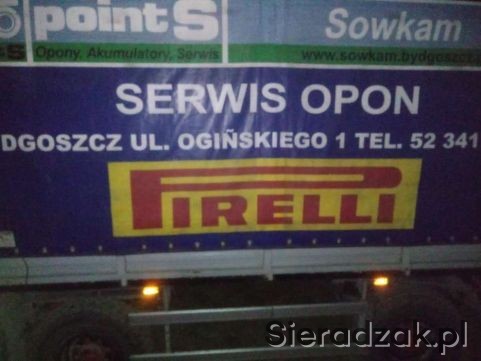 point S
Sowkam
S Opony, Akumulatory, Serwis
www.sowkam.bydgoszcz
SERWIS OPON
DGOSZCZ UL. OGIŃSKIEGO 1 TEL. 52 341
PIRELLI
Sieradzak.pl